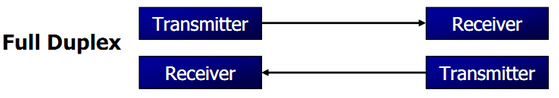 Full Duplex
Transmitter Receiver
Receiver Transmitter